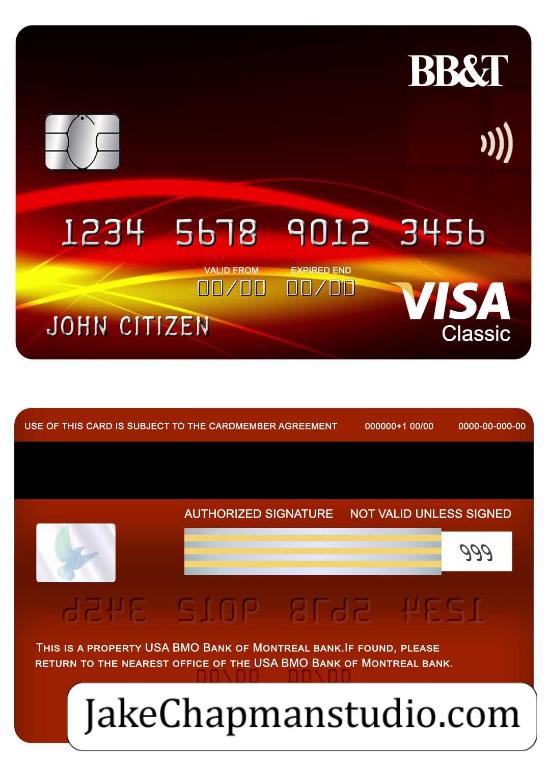 BB&T
1234 5678 9012 3456
VALID FROM EXPIRED END
00/00 00/00
VISA
JOHN CITIZEN
Classic
USE OF THIS CARD IS SUBJECT TO THE CARDMEMBER AGREEMENT 000000+1 00/00 0000-00-000-00
AUTHORIZED SIGNATURE NOT VALID UNLESS SIGNED
999
THIS IS A PROPERTY USA BMO BANK OF MONTREAL BANK.IF FOUND, PLEASE
RETURN TO THE NEAREST OFFICE OF THE USA BMO BANK OF MONTREAL BANK.
JakeChapmanstudio.com